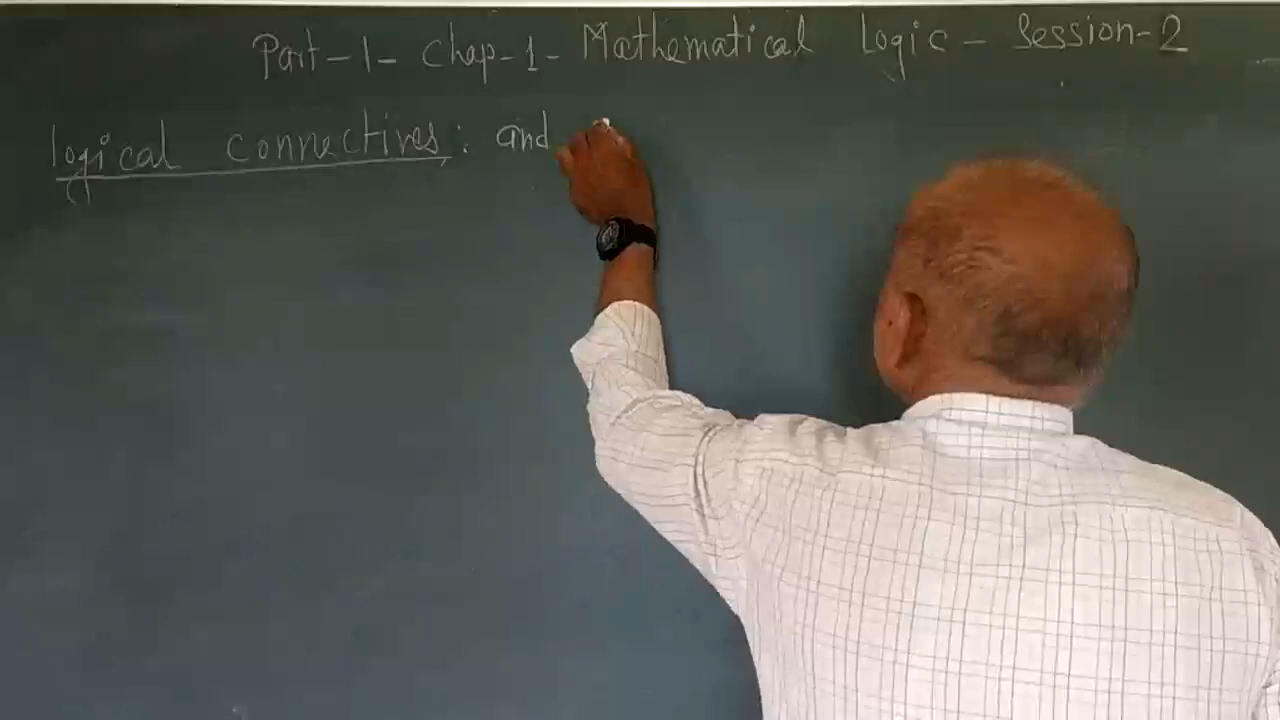 Part-1- Chap-1- Mathematical Logic - Session-2
logical connectives: and